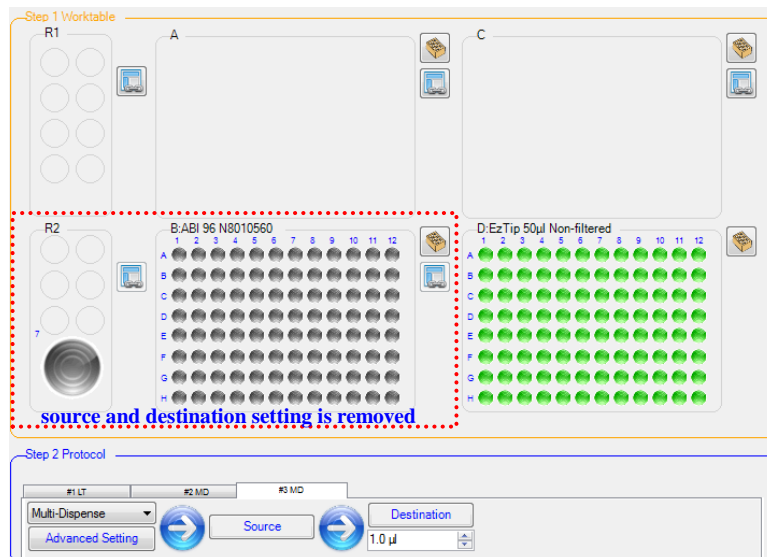 Step 1 Worktable
R1
A
C
R2
B:ABI 96 N8010560
D:EzTip 50µl Non-filtered
1 2 3 4 5 6 7 8 9 10 11 12
1 2 3 4 5 6 7 8 9 10 11 12
A
B
C
D
E
F
G
H
A
B
C
D
E
F
G
H
7
source and destination setting is removed
Step 2 Protocol
#1 LT
#2 MD
#3 MD
Multi-Dispense
Source
Destination
Advanced Setting
1.0 µl